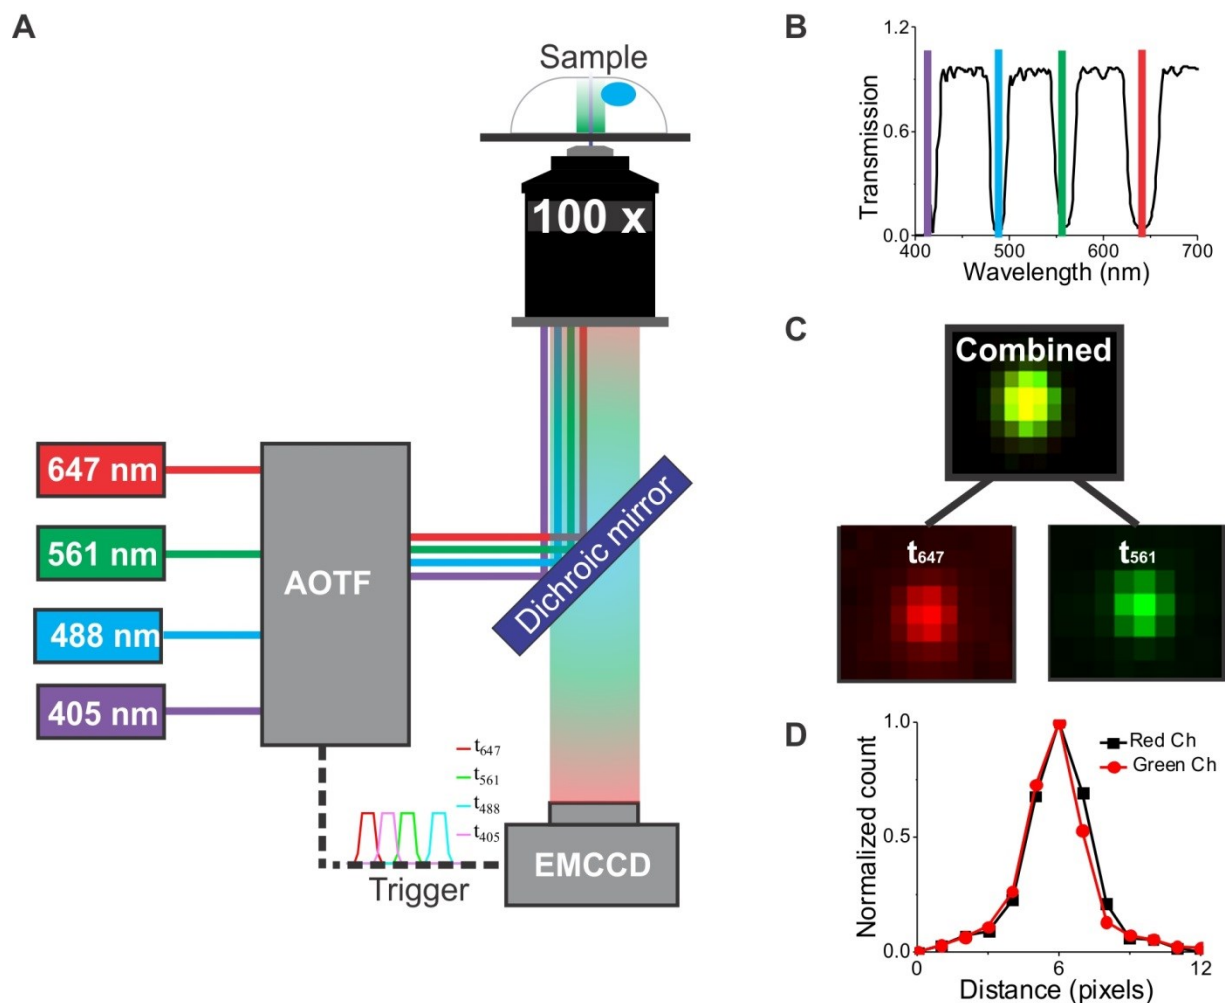 A
Sample
100 x
647 nm
561 nm
488 nm
405 nm
AOTF
Dichroic mirror
t647
t561
t488
t405
Trigger
EMCCD
B
1.2
0.6
0.0
Transmission
400
500
600
700
Wavelength (nm)
C
Combined
t647
t561
D
1.0
0.5
0.0
Normalized count
Red Ch
Green Ch
0
6
12
Distance (pixels)